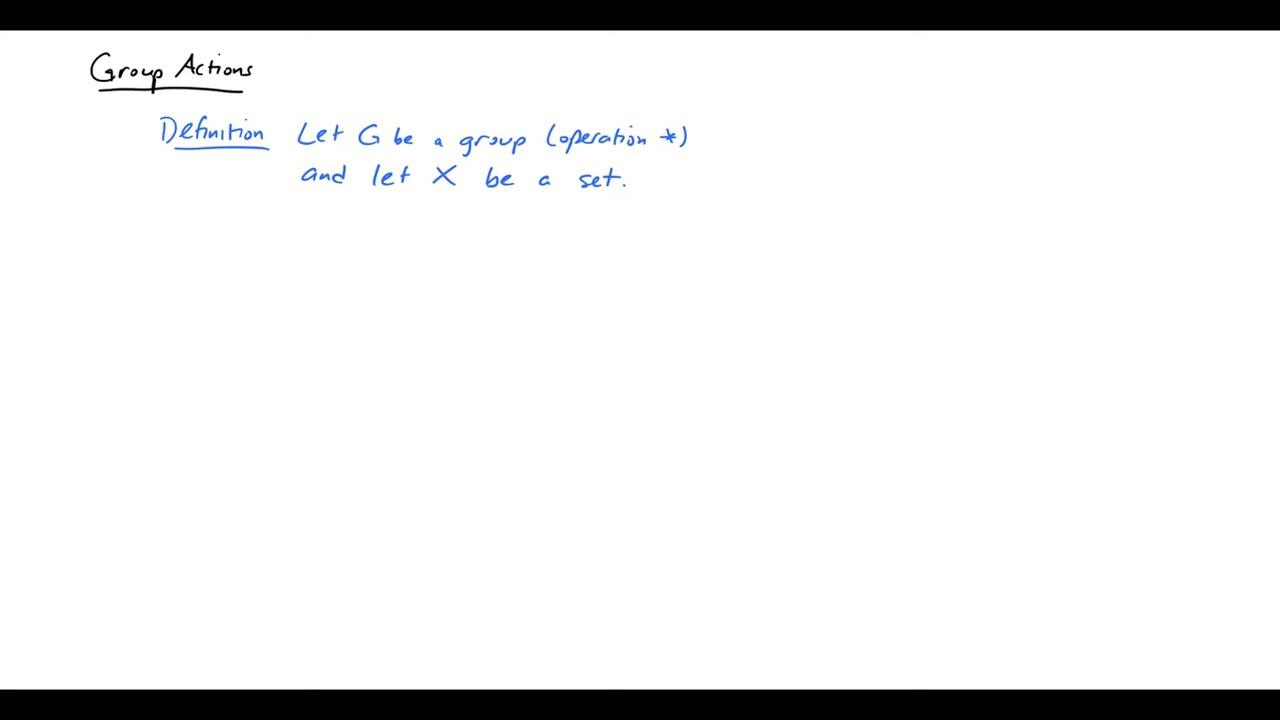 Group Actions
Definition Let G be a group (operation *)
and let X be a set.